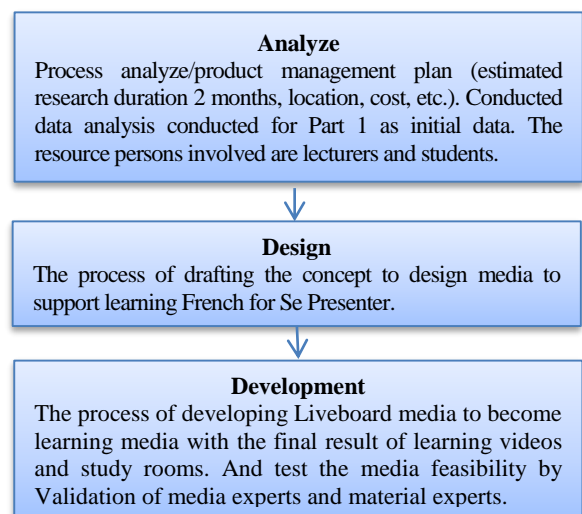 Analyze
Process analyze/product management plan (estimated
research duration 2 months, location, cost, etc.). Conducted
data analysis conducted for Part 1 as initial data. The
resource persons involved are lecturers and students.
Design
The process of drafting the concept to design media to
support learning French for Se Presenter.
Development
The process of developing Liveboard media to become
learning media with the final result of learning videos
and study rooms. And test the media feasibility by
Validation of media experts and material experts.